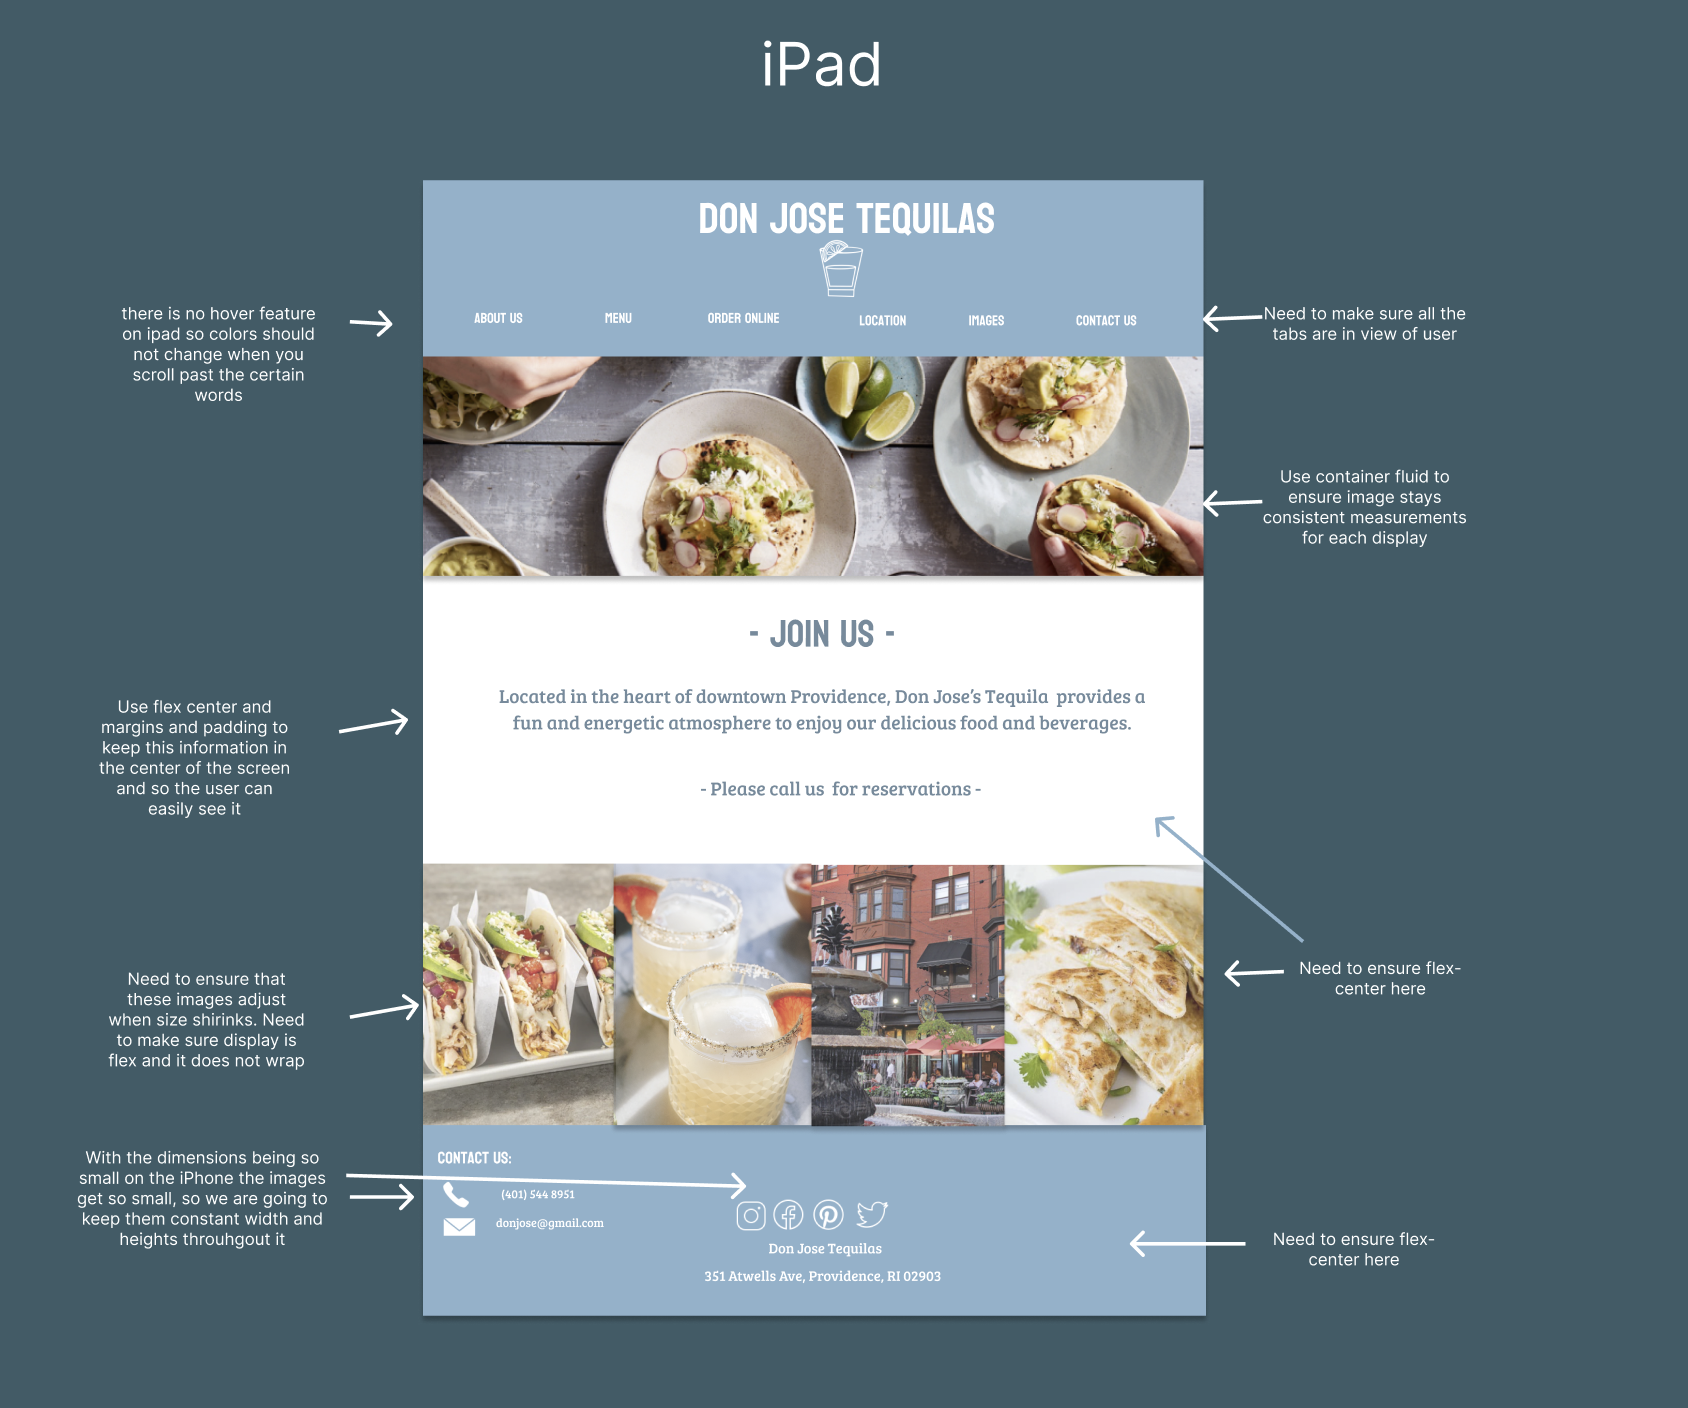 iPad
DON JOSE TEQUILAS
ABOUT US
MENU
ORDER ONLINE
LOCATION
IMAGES
CONTACT US
there is no hover feature
on ipad so colors should
not change when you
scroll past the certain
words
Need to make sure all the
tabs are in view of user
Use container fluid to
ensure image stays
consistent measurements
for each display
- JOIN US -
Located in the heart of downtown Providence, Don Jose's Tequila provides a
fun and energetic atmosphere to enjoy our delicious food and beverages.
- Please call us for reservations -
Use flex center and
margins and padding to
keep this information in
the center of the screen
and so the user can
easily see it
Need to ensure that
these images adjust
when size shirinks. Need
to make sure display is
flex and it does not wrap
Need to ensure flex-
center here
With the dimensions being so
small on the iPhone the images
get so small, so we are going to
keep them constant width and
heights throuhgout it
CONTACT US:
(401) 544 8951
donjose@gmail.com
Don Jose Tequilas
351 Atwells Ave, Providence, RI 02903
Need to ensure flex-
center here